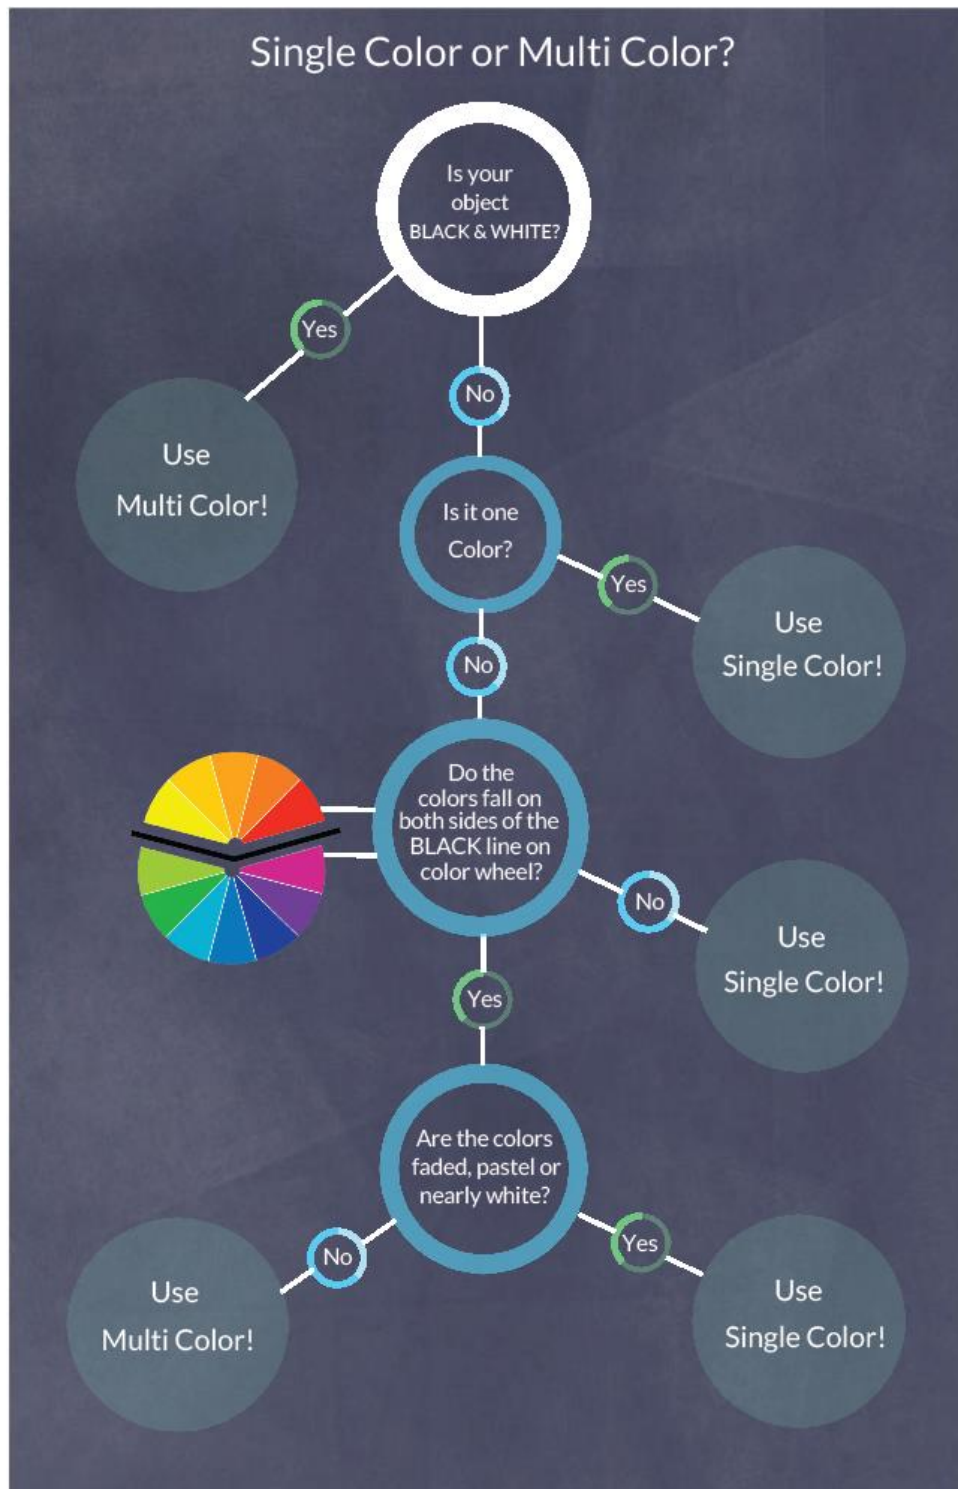 Single Color or Multi Color?
Is your
object
BLACK & WHITE?
Yes
No
Use
Multi Color!
Is it one
Color?
Yes
Use
Single Color!
No
Do the
colors fall on
both sides of the
BLACK line on
color wheel?
No
Use
Single Color!
Yes
Are the colors
faded, pastel or
nearly white?
No
Yes
Use
Multi Color!
Use
Single Color!